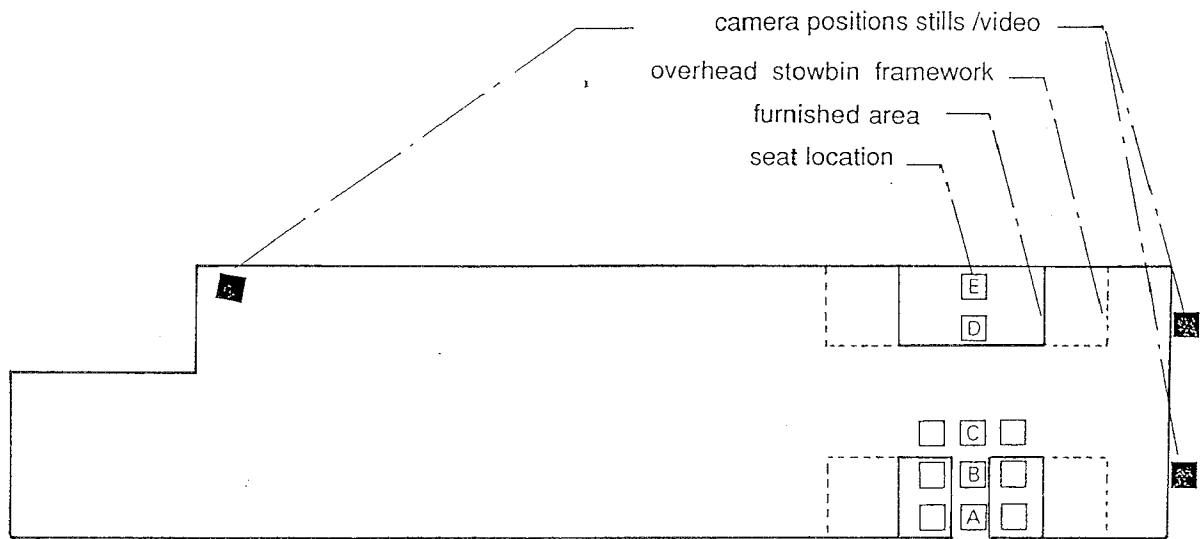 camera positions stills /video
overhead stowbin framework
furnished area
seat location
E
D
C
B
A